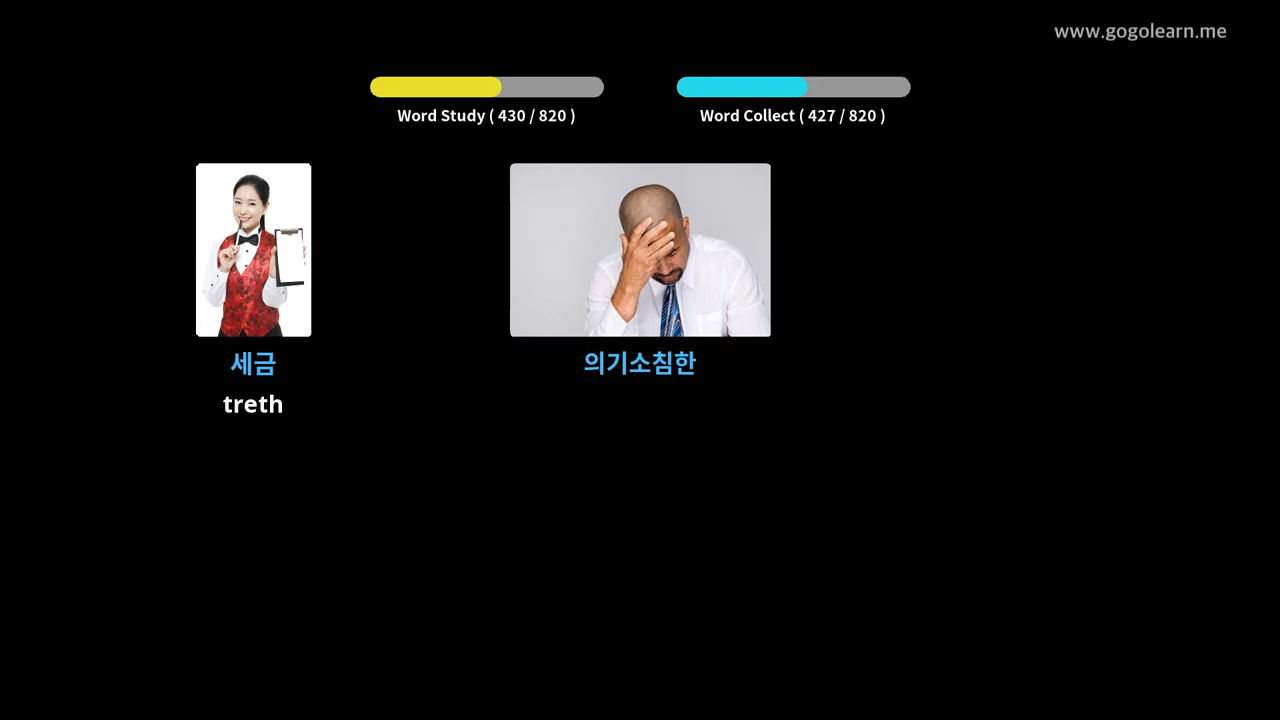 www.gogolearn.me
Word Study ( 430 / 820 )
Word Collect ( 427 / 820 )
세금
treth
의기소침한